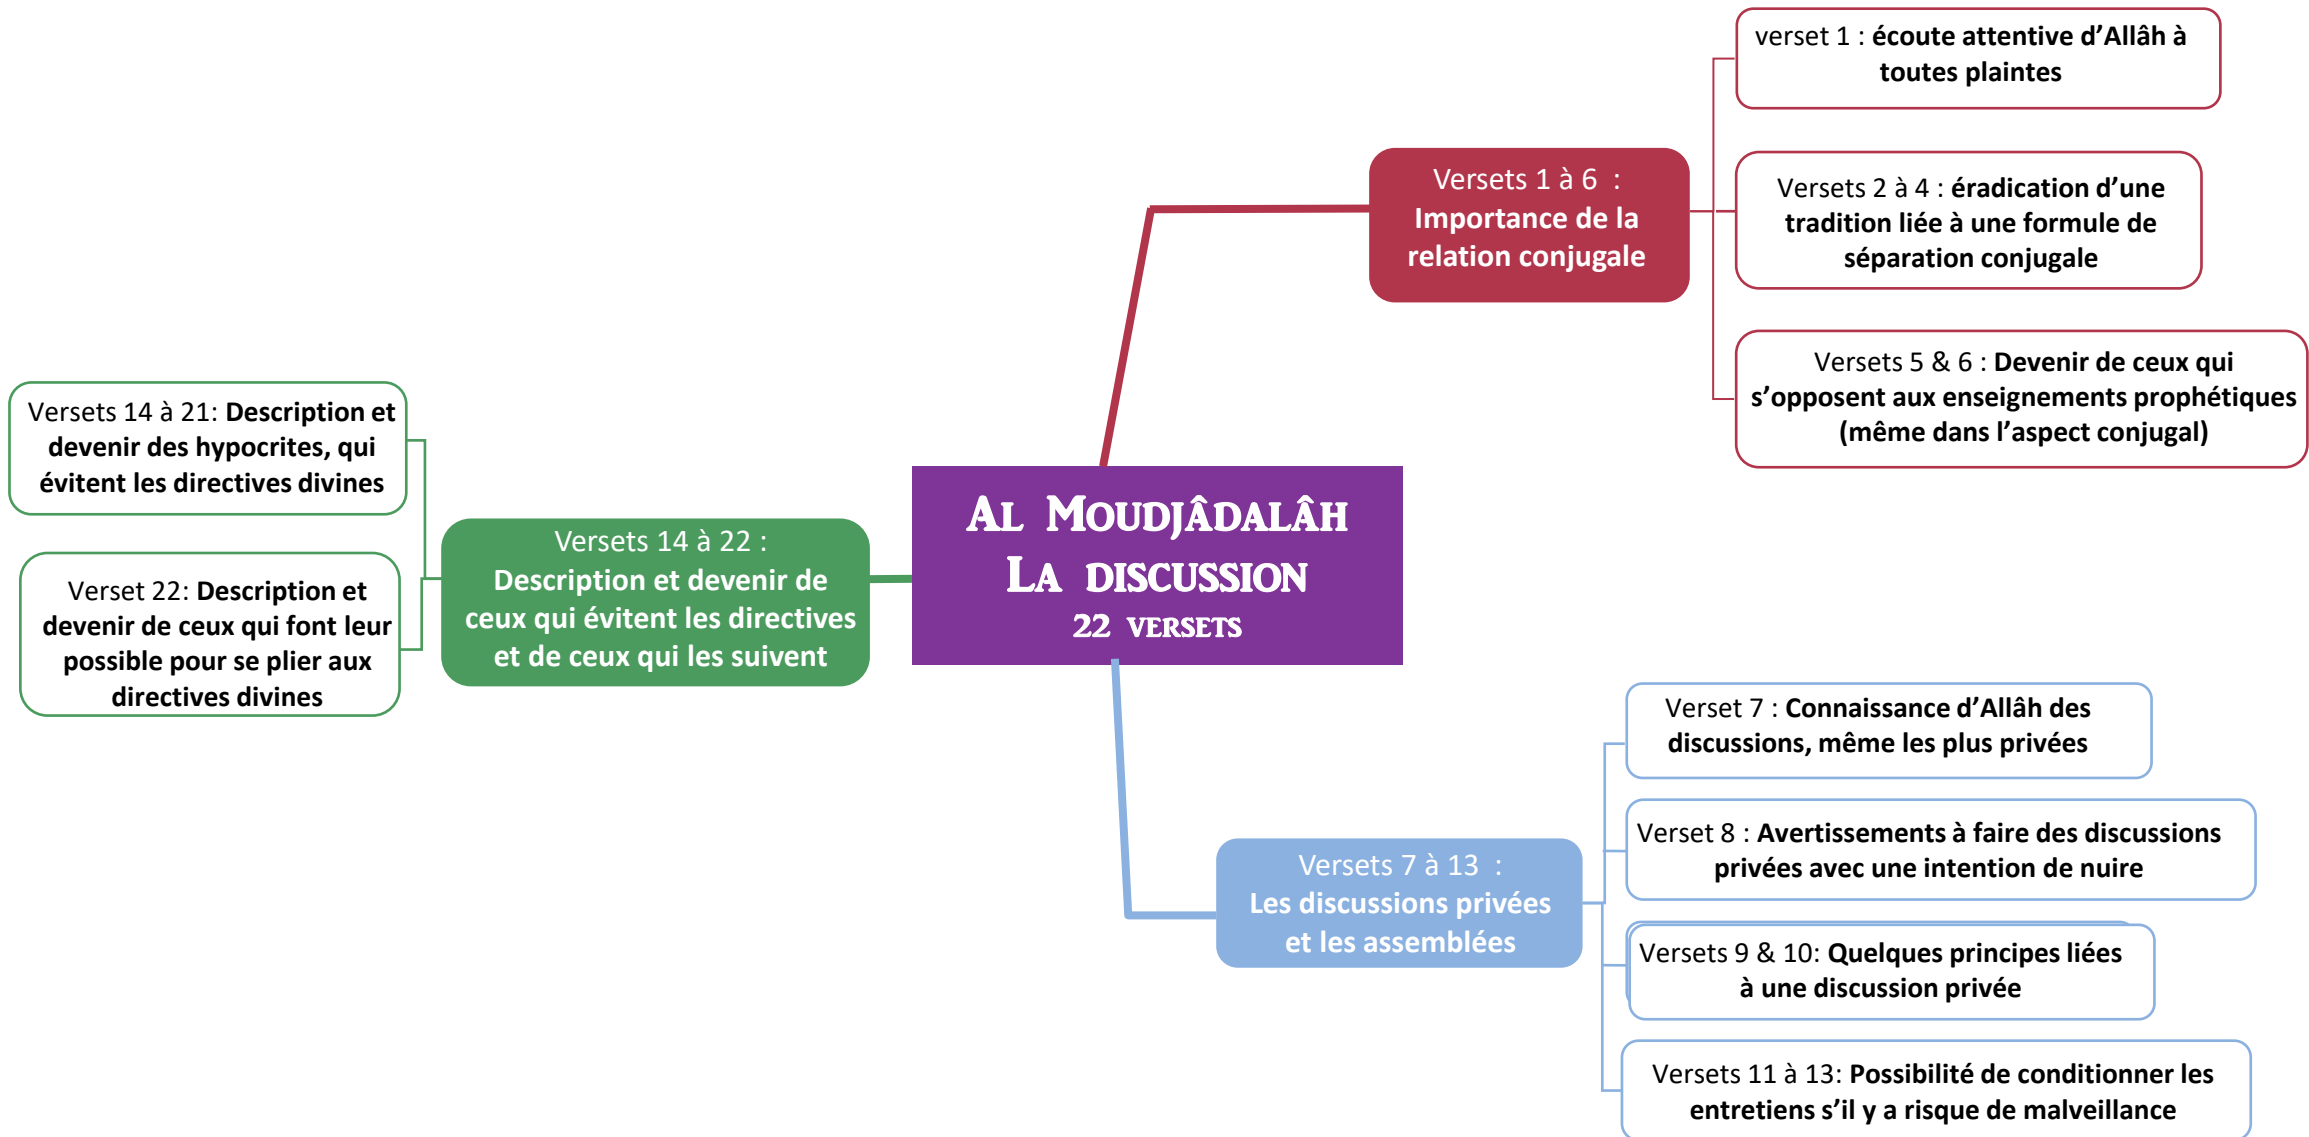 AL MOUDJÂDALÂH
LA DISCUSSION
22 VERSETS
Versets 1 à 6 :
Importance de la
relation conjugale
verset 1 : écoute attentive d’Allâh à
toutes plaintes
Versets 2 à 4 : éradication d’une
tradition liée à une formule de
séparation conjugale
Versets 5 & 6 : Devenir de ceux qui
s’opposent aux enseignements prophétiques
(même dans l’aspect conjugal)
Versets 7 à 13 :
Les discussions privées
et les assemblées
Verset 7 : Connaissance d’Allâh des
discussions, même les plus privées
Verset 8 : Avertissements à faire des discussions
privées avec une intention de nuire
Versets 9 & 10: Quelques principes liées
à une discussion privée
Versets 11 à 13: Possibilité de conditionner les
entretiens s’il y a risque de malveillance
Versets 14 à 22 :
Description et devenir de
ceux qui évitent les directives
et de ceux qui les suivent
Versets 14 à 21: Description et
devenir des hypocrites, qui
évitent les directives divines
Verset 22: Description et
devenir de ceux qui font leur
possible pour se plier aux
directives divines